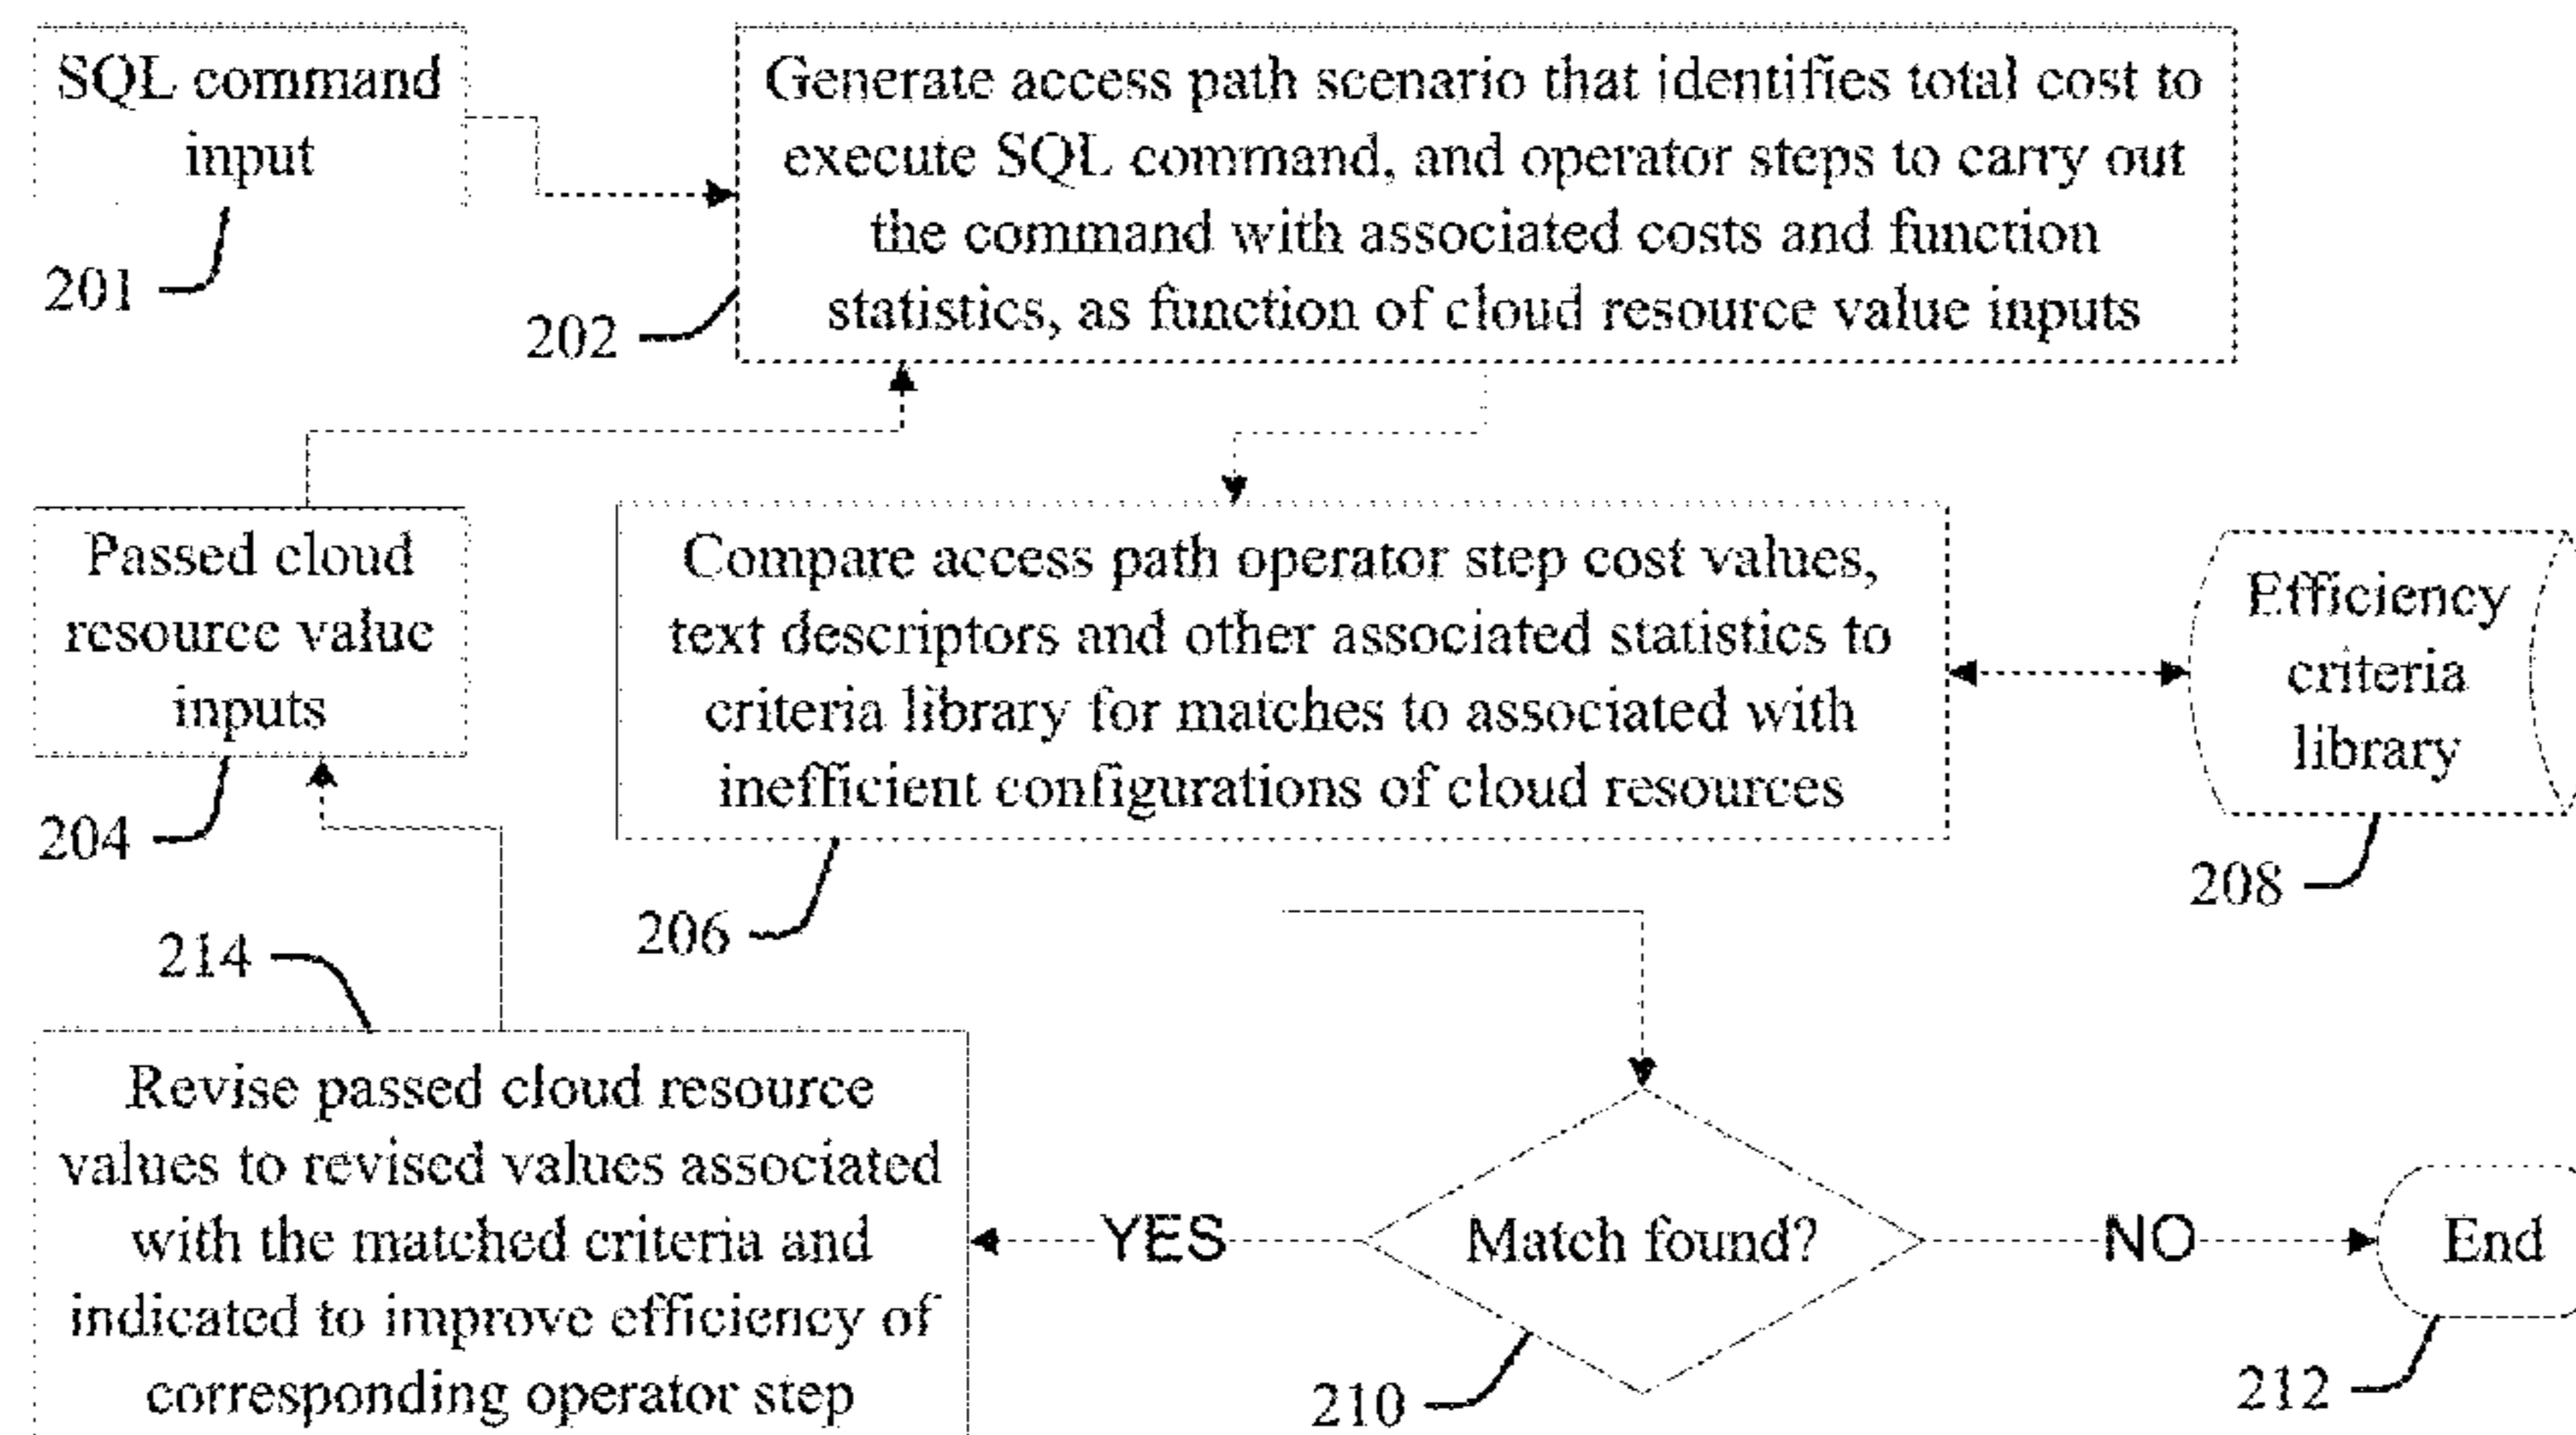 SQL command
input
201
Generate access path scenario that identifies total cost to
execute SQL command, and operator steps to carry out
the command with associated costs and function
statistics, as function of cloud resource value inputs
202
Passed cloud
resource value
inputs
204
Compare access path operator step cost values,
text descriptors and other associated statistics to
criteria library for matches to associated with
inefficient configurations of cloud resources
206
Efficiency
criteria
library
208
214
Revise passed cloud resource
values to revised values associated
with the matched criteria and
indicated to improve efficiency of
corresponding operator step
YES
Match found?
210
NO
End
212